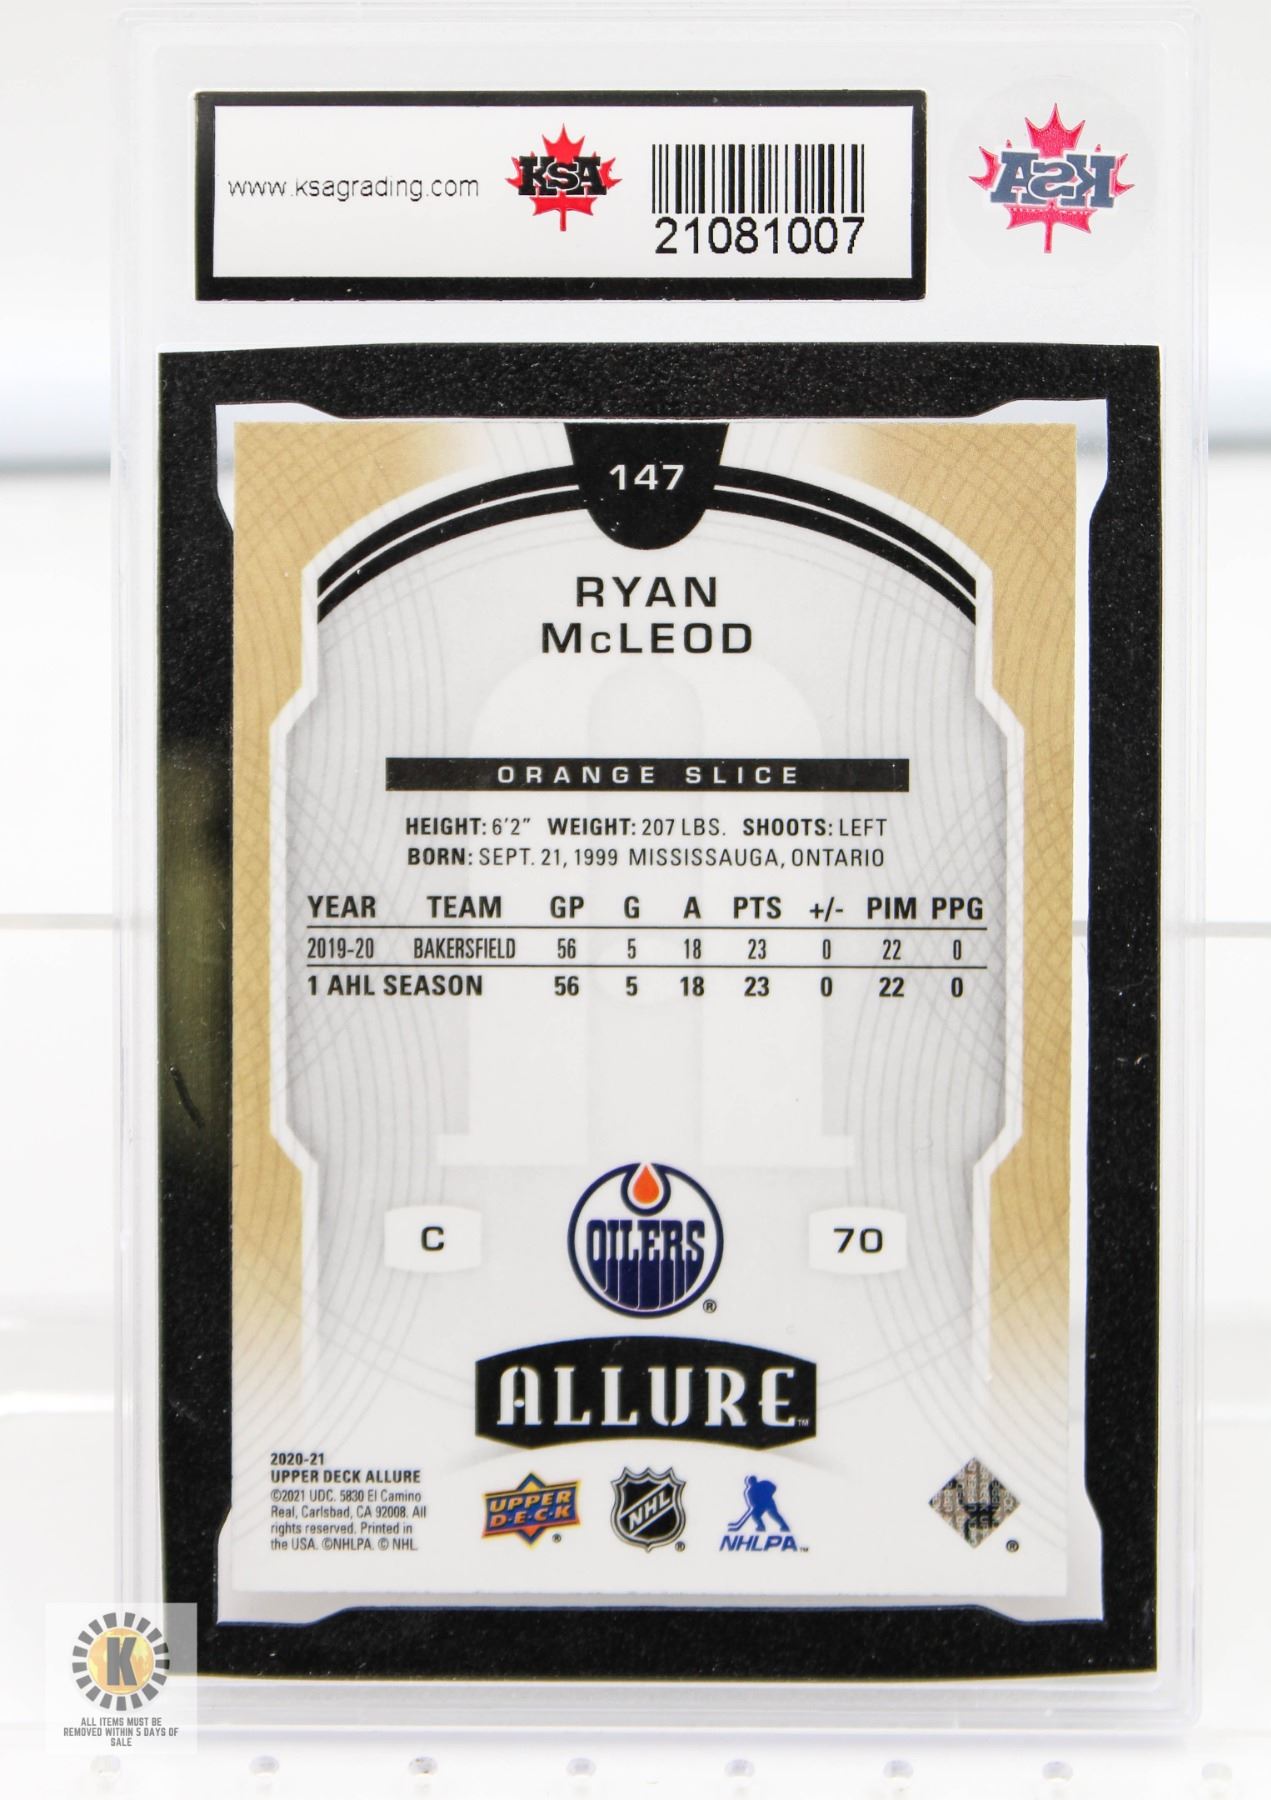 www.ksagrading.com
KSA
21081007
KSA
147
RYAN
McLEOD
ORANGE SLICE
HEIGHT: 6'2" WEIGHT: 207 LBS. SHOOTS: LEFT
BORN: SEPT. 21, 1999 MISSISSAUGA, ONTARIO
YEAR TEAM GP G A PTS +/- PIM PPG
2019-20 BAKERSFIELD 56 5 18 23 0 22 0
1 AHL SEASON 56 5 18 23 0 22 0
C
OILERS
®
70
ALLURE™
2020-21
UPPER DECK ALLURE
©2021 UDC. 5830 El Camino
Real, Carlsbad, CA 92008. All
rights reserved. Printed in
the USA. ©NHLPA. © NHL.
UPPER
D·E·C·K
®
NHL
®
NHLPA™
®
K
ALL ITEMS MUST BE
REMOVED WITHIN 5 DAYS OF
SALE